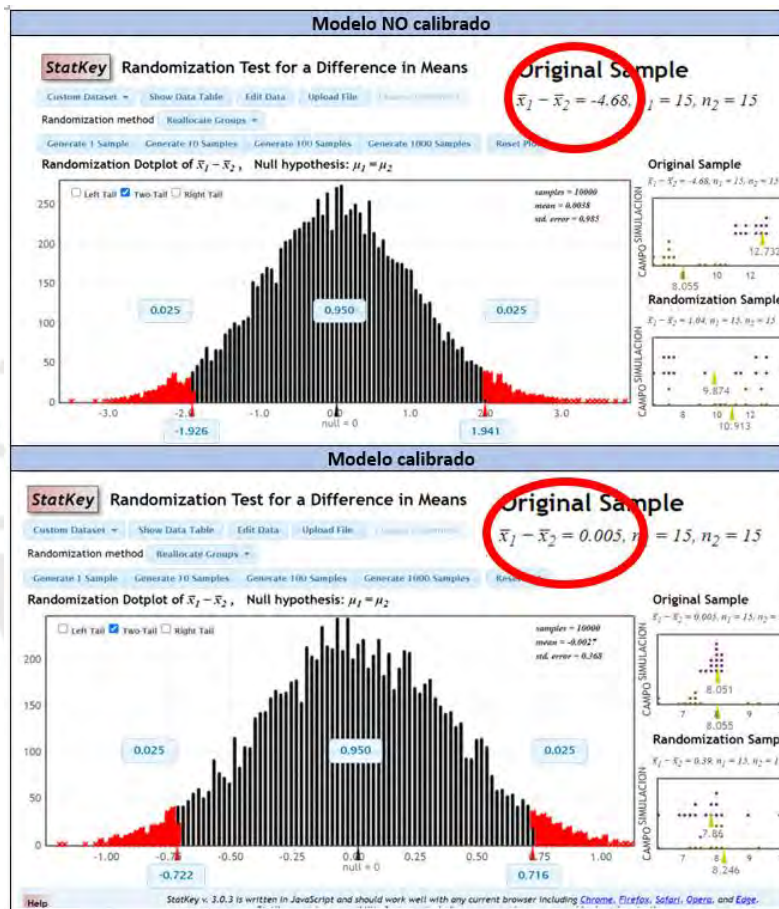 Modelo NO calibrado
StatKey Randomization Test for a Difference in Means
Original Sample
Custom Dataset Show Data Table Edit Data Upload File
x̄1 − x̄2 = -4.68, n1 = 15, n2 = 15
Randomization method Reallocate Groups
Generate 1 Sample Generate 10 Samples Generate 100 Samples Generate 1000 Samples Reset Plot
Randomization Dotplot of x̄1 − x̄2 , Null hypothesis: μ1 = μ2
Left Tail Two-Tail Right Tail
samples = 10000
mean = 0.0038
std. error = 0.985
250
200
150
100
50
0
0.025 0.950 0.025
-3.0 -2.0 -1.0 0.0 1.0 2.0 3.0
null = 0
-1.926 1.941
Original Sample
x̄1 − x̄2 = -4.68, n1 = 15, n2 = 15
CAMPO SIMULACION
12.732
8.055
10 12
Randomization Sample
x̄1 − x̄2 = 1.04, n1 = 15, n2 = 15
CAMPO SIMULACION
9.874
8 10 12
10.913
Modelo calibrado
StatKey Randomization Test for a Difference in Means
Original Sample
Custom Dataset Show Data Table Edit Data Upload File
x̄1 − x̄2 = 0.005, n1 = 15, n2 = 15
Randomization method Reallocate Groups
Generate 1 Sample Generate 10 Samples Generate 100 Samples Generate 1000 Samples
Randomization Dotplot of x̄1 − x̄2 , Null hypothesis: μ1 = μ2
Left Tail Two-Tail Right Tail
samples = 10000
mean = -0.0027
std. error = 0.368
200
150
100
50
0
0.025 0.950 0.025
-1.00 -0.75 -0.50 -0.25 0.00 0.25 0.50 0.75 1.00
null = 0
-0.722 0.716
Original Sample
x̄1 − x̄2 = 0.005, n1 = 15, n2 =
CAMPO SIMULACION
8.051
7 8 9
8.055
Randomization Samp
x̄1 − x̄2 = 0.39, n1 = 15, n2 = 1
CAMPO SIMULACION
7.86
7 8 9
8.246
Help
StatKey v. 3.0.3 is written in JavaScript and should work well with any current browser including Chrome, Firefox, Safari, Opera, and Edge.